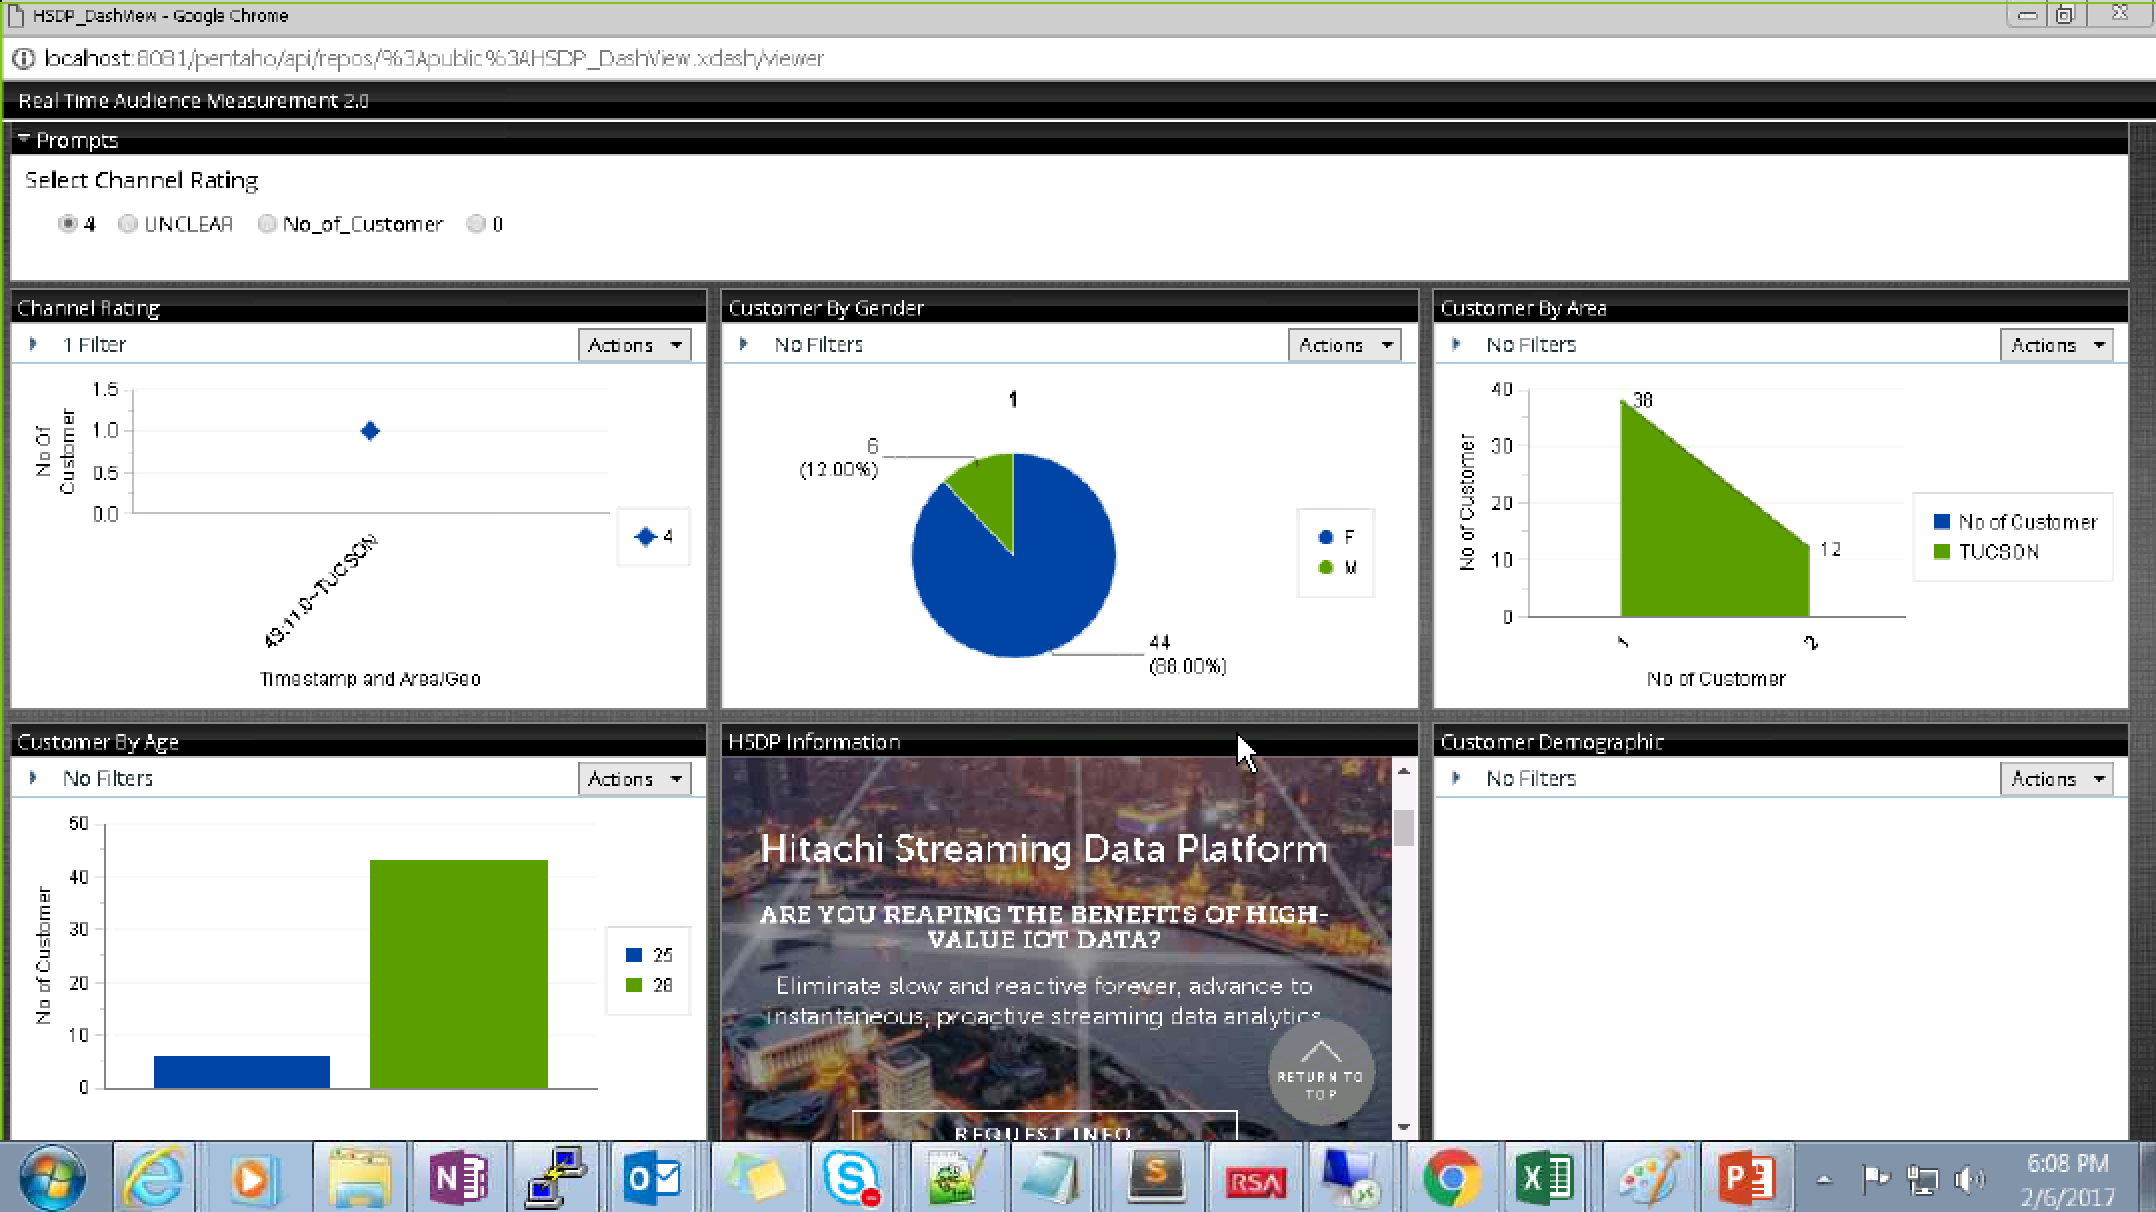 HSDP_DashView - Google Chrome
localhost:8081/pentaho/api/repos/%3Apublic%3AHSDP_DashView.xdash/viewer
Real Time Audience Measurement 2.0
Prompts
Select Channel Rating
4 UNCLEAR No_of_Customer 0
Channel Rating
1 Filter Actions
1.5
1.0
0.5
0.0
No Of
Customer
4
Timestamp and Area/Geo
Customer By Gender
No Filters Actions
1
6
(12.00%)
44
(88.00%)
F
M
Customer By Area
No Filters Actions
40
30
20
10
0
No of Customer
38
12
1 2
No of Customer
No of Customer
TUCSON
Customer By Age
No Filters Actions
50
40
30
20
10
0
No of Customer
25
28
HSDP Information
Hitachi Streaming Data Platform
ARE YOU REAPING THE BENEFITS OF HIGH-
VALUE IOT DATA?
Eliminate slow and reactive forever, advance to
instantaneous, proactive streaming data analytics
RETURN TO
TOP
REQUEST INFO
Customer Demographic
No Filters Actions
RSA
6:08 PM
2/6/2017